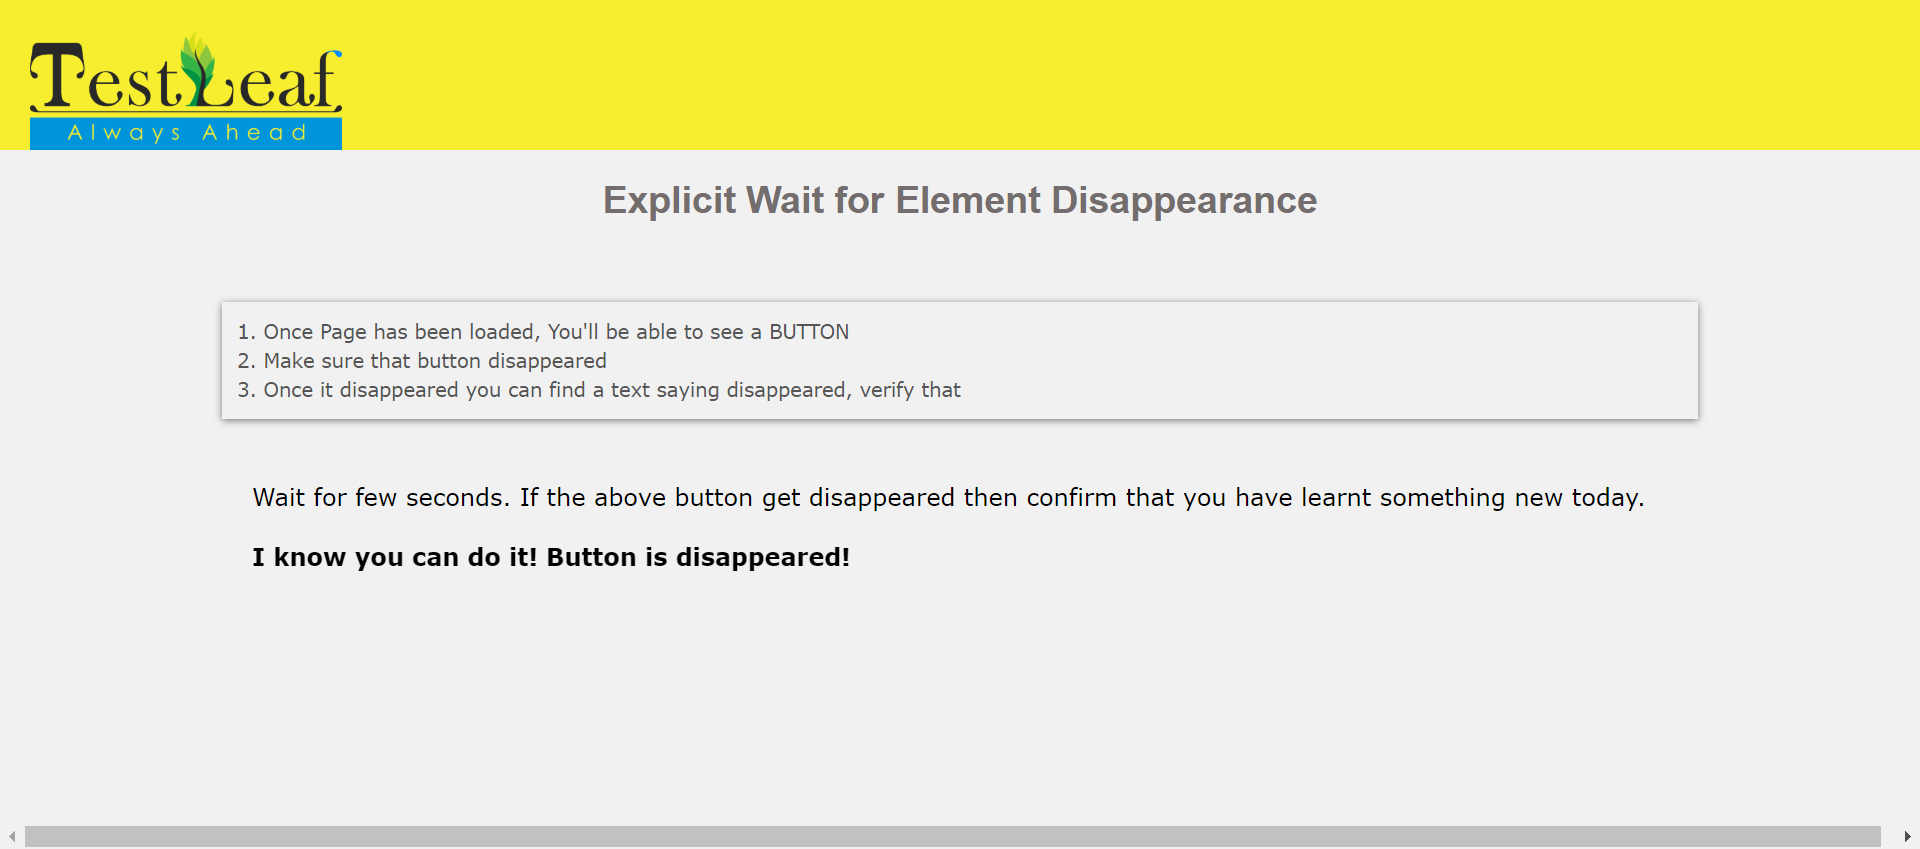 TestLeaf
Always Ahead
Explicit Wait for Element Disappearance
1. Once Page has been loaded, You'll be able to see a BUTTON
2. Make sure that button disappeared
3. Once it disappeared you can find a text saying disappeared, verify that
Wait for few seconds. If the above button get disappeared then confirm that you have learnt something new today.
I know you can do it! Button is disappeared!